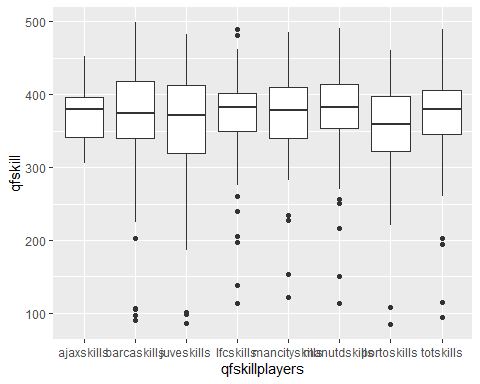 500
400
300
200
100
qfskill
ajaxskills barcaskills juveskills lfcskills mancityskills manutdskills portoskills totskills
qfskillplayers